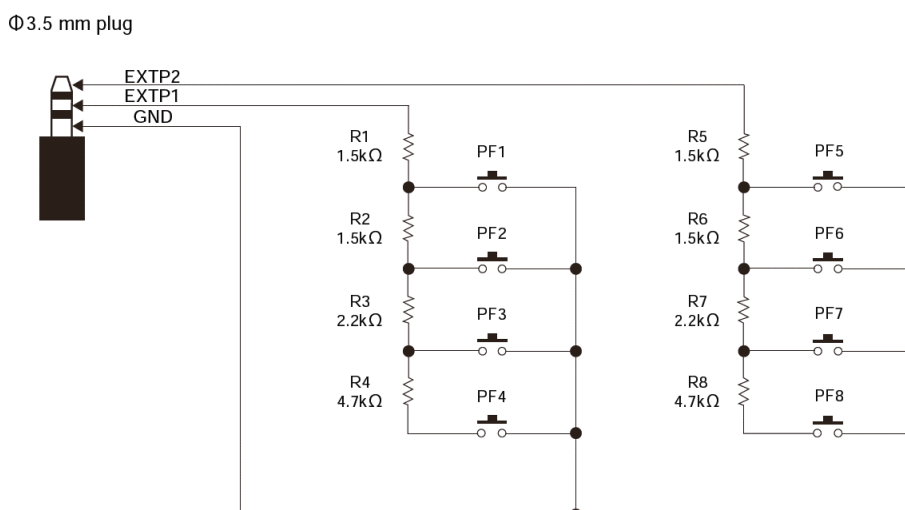 Φ3.5 mm plug
EXTP2
EXTP1
GND
R1
1.5kΩ
PF1
R5
1.5kΩ
PF5
R2
1.5kΩ
PF2
R6
1.5kΩ
PF6
R3
2.2kΩ
PF3
R7
2.2kΩ
PF7
R4
4.7kΩ
PF4
R8
4.7kΩ
PF8